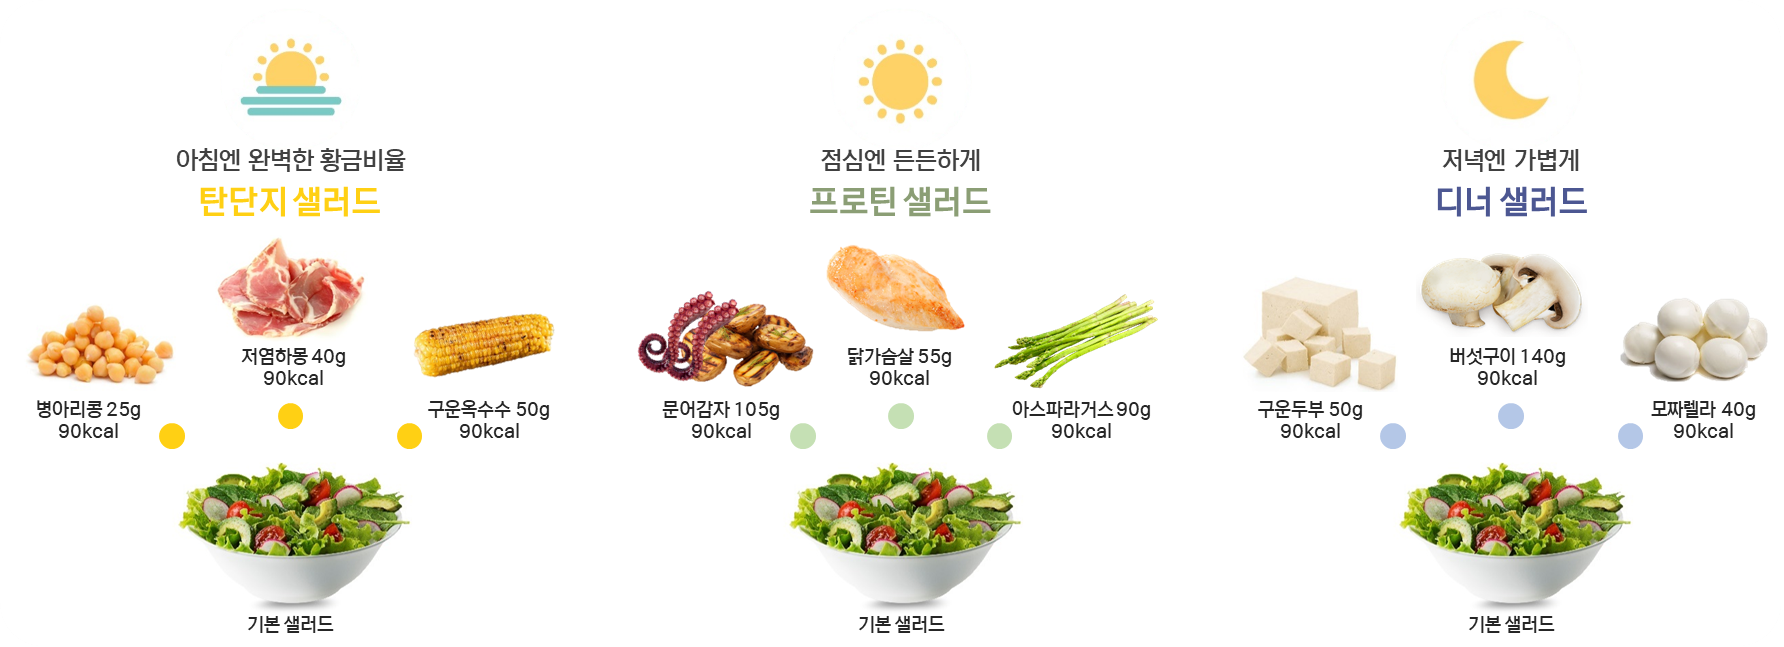 아침엔 완벽한 황금비율
탄단지 샐러드
저염하몽 40g
90kcal
병아리콩 25g
90kcal
구운옥수수 50g
90kcal
기본 샐러드
점심엔 든든하게
프로틴 샐러드
닭가슴살 55g
90kcal
문어감자 105g
90kcal
아스파라거스 90g
90kcal
기본 샐러드
저녁엔 가볍게
디너 샐러드
버섯구이 140g
90kcal
구운두부 50g
90kcal
모짜렐라 40g
90kcal
기본 샐러드